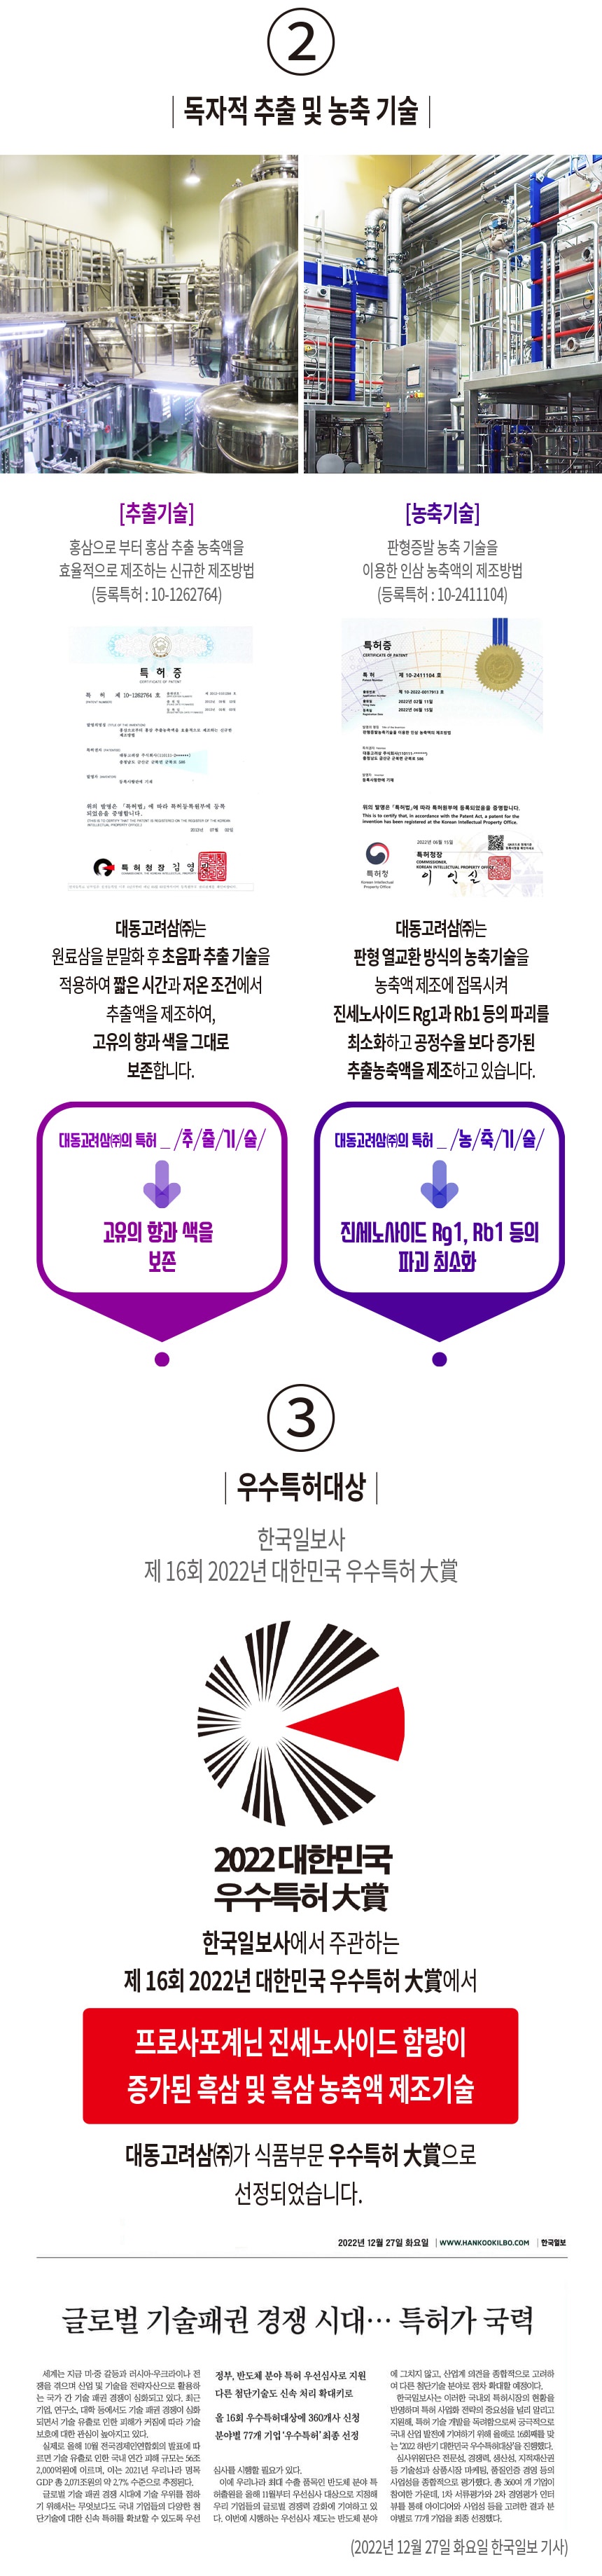 2
독자적 추출 및 농축 기술
[추출기술]
홍삼으로 부터 홍삼 추출 농축액을
효율적으로 제조하는 신규한 제조방법
(등록특허 : 10-1262764)
[농축기술]
판형증발 농축 기술을
이용한 인삼 농축액의 제조방법
(등록특허 : 10-2411104)
특 허 증
CERTIFICATE OF PATENT
특 허 제 10-1262764 호
위의 발명은 「특허법」에 따라 특허등록원부에 등록
되었음을 증명합니다.
특 허 청 장
특허증
CERTIFICATE OF PATENT
특 허 제 10-2411104 호
제 10-2022-0017913 호
2022년 02월 11일
2022년 06월 15일
위의 발명은 「특허법」에 따라 특허원부에 등록되었음을 증명합니다.
This is to certify that, in accordance with the Patent Act, a patent for the
invention has been registered at the Korean Intellectual Property Office.
2022년 06월 15일
특허청
Korean Intellectual
Property Office
특허청장
COMMISSIONER,
KOREAN INTELLECTUAL PROPERTY OFFICE
대동고려삼㈜는
원료삼을 분말화 후 초음파 추출 기술을
적용하여 짧은 시간과 저온 조건에서
추출액을 제조하여,
고유의 향과 색을 그대로
보존합니다.
대동고려삼㈜는
판형 열교환 방식의 농축기술을
농축액 제조에 접목시켜
진세노사이드 Rg1과 Rb1 등의 파괴를
최소화하고 공정수율 보다 증가된
추출농축액을 제조하고 있습니다.
대동고려삼㈜의 특허 _ /추/출/기/술/
고유의 향과 색을
보존
대동고려삼㈜의 특허 _ /농/축/기/술/
진세노사이드 Rg1, Rb1 등의
파괴 최소화
3
우수특허대상
한국일보사
제 16회 2022년 대한민국 우수특허 大賞
2022 대한민국
우수특허 大賞
한국일보사에서 주관하는
제 16회 2022년 대한민국 우수특허 大賞에서
프로사포게닌 진세노사이드 함량이
증가된 흑삼 및 흑삼 농축액 제조기술
대동고려삼㈜가 식품부문 우수특허 大賞으로
선정되었습니다.
2022년 12월 27일 화요일 | WWW.HANKOOKILBO.COM | 한국일보
글로벌 기술패권 경쟁 시대… 특허가 국력
세계는 지금 미·중 갈등과 러시아-우크라이나 전
쟁을 겪으며 산업 및 기술을 전략자산으로 활용하
는 국가 간 기술 패권 경쟁이 심화되고 있다. 최근
기업, 연구소, 대학 등에서도 기술 패권 경쟁이 심화
되면서 기술 유출로 인한 피해가 커짐에 따라 기술
보호에 대한 관심이 높아지고 있다.
실제로 올해 10월 전국경제인연합회의 발표에 따
르면 기술 유출로 인한 국내 연간 피해 규모는 56조
2,000억원에 이르며, 이는 2021년 우리나라 명목
GDP 총 2,071조원의 약 2.7% 수준으로 추정된다.
글로벌 기술 패권 경쟁 시대에 기술 우위를 점하
기 위해서는 무엇보다도 국내 기업들의 다양한 첨
단기술에 대한 신속 특허를 확보할 수 있도록 우선
정부, 반도체 분야 특허 우선심사로 지원
다른 첨단기술도 신속 처리 확대키로
올 16회 우수특허대상에 360개사 신청
분야별 77개 기업 ‘우수특허’ 최종 선정
심사를 시행할 필요가 있다.
이에 우리나라 최대 수출 품목인 반도체 분야 특
허출원을 올해 11월부터 우선심사 대상으로 지정해
우리 기업들의 글로벌 경쟁력 강화에 기여하고 있
다. 이번에 시행하는 우선심사 제도는 반도체 분야
에 그치지 않고, 산업계 의견을 종합적으로 고려하
여 다른 첨단기술 분야로 점차 확대할 예정이다.
한국일보사는 이러한 국내외 특허시장의 현황을
반영하며 특허 사업화 전략의 중요성을 널리 알리고
지원해, 특허 기술 개발을 독려함으로써 궁극적으로
국내 산업 발전에 기여하기 위해 올해로 16회째를 맞
는 ‘2022 하반기 대한민국 우수특허대상’을 진행했다.
심사위원단은 전문성, 경쟁력, 생산성, 지적재산권
등 기술성과 상품시장 마케팅, 품질인증 경영 등의
사업성을 종합적으로 평가했다. 총 360여 개 기업이
참여한 가운데, 1차 서류평가와 2차 경영평가 인터
뷰를 통해 아이디어와 사업성 등을 고려한 결과 분
야별로 77개 기업을 최종 선정했다.
(2022년 12월 27일 화요일 한국일보 기사)